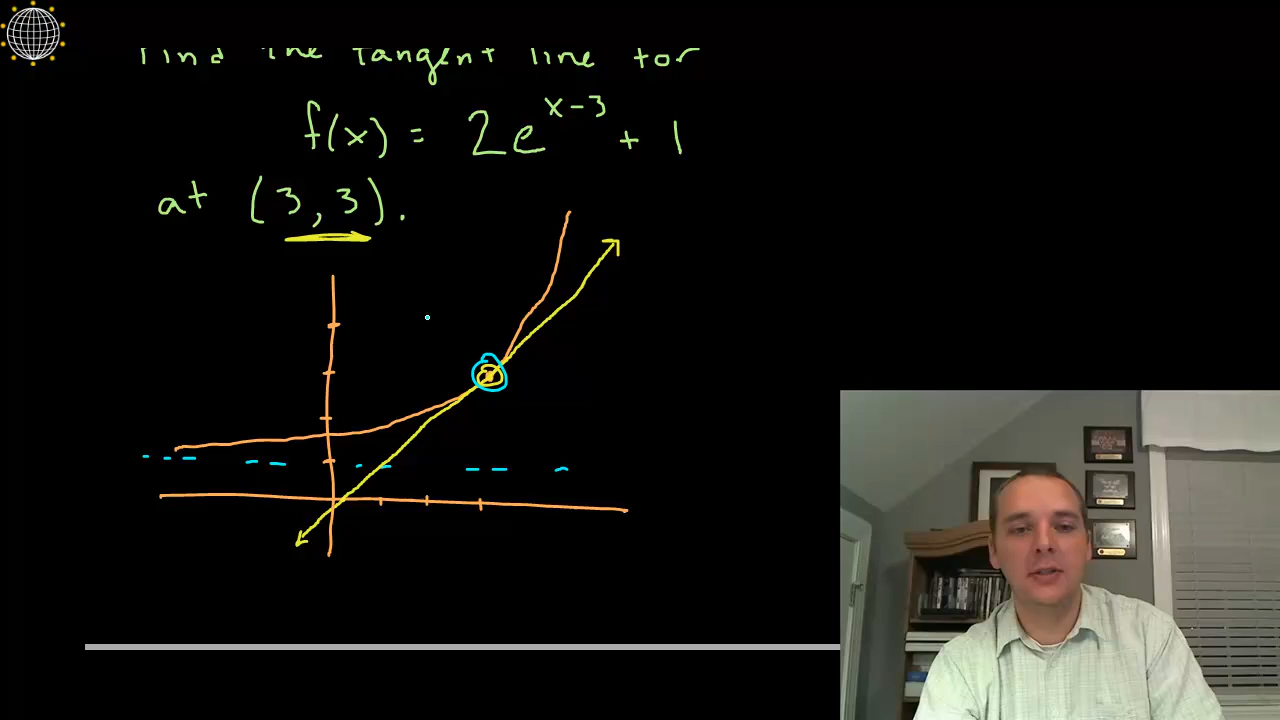 Find the tangent line for
f(x) = 2e^{x-3} + 1
at (3, 3).